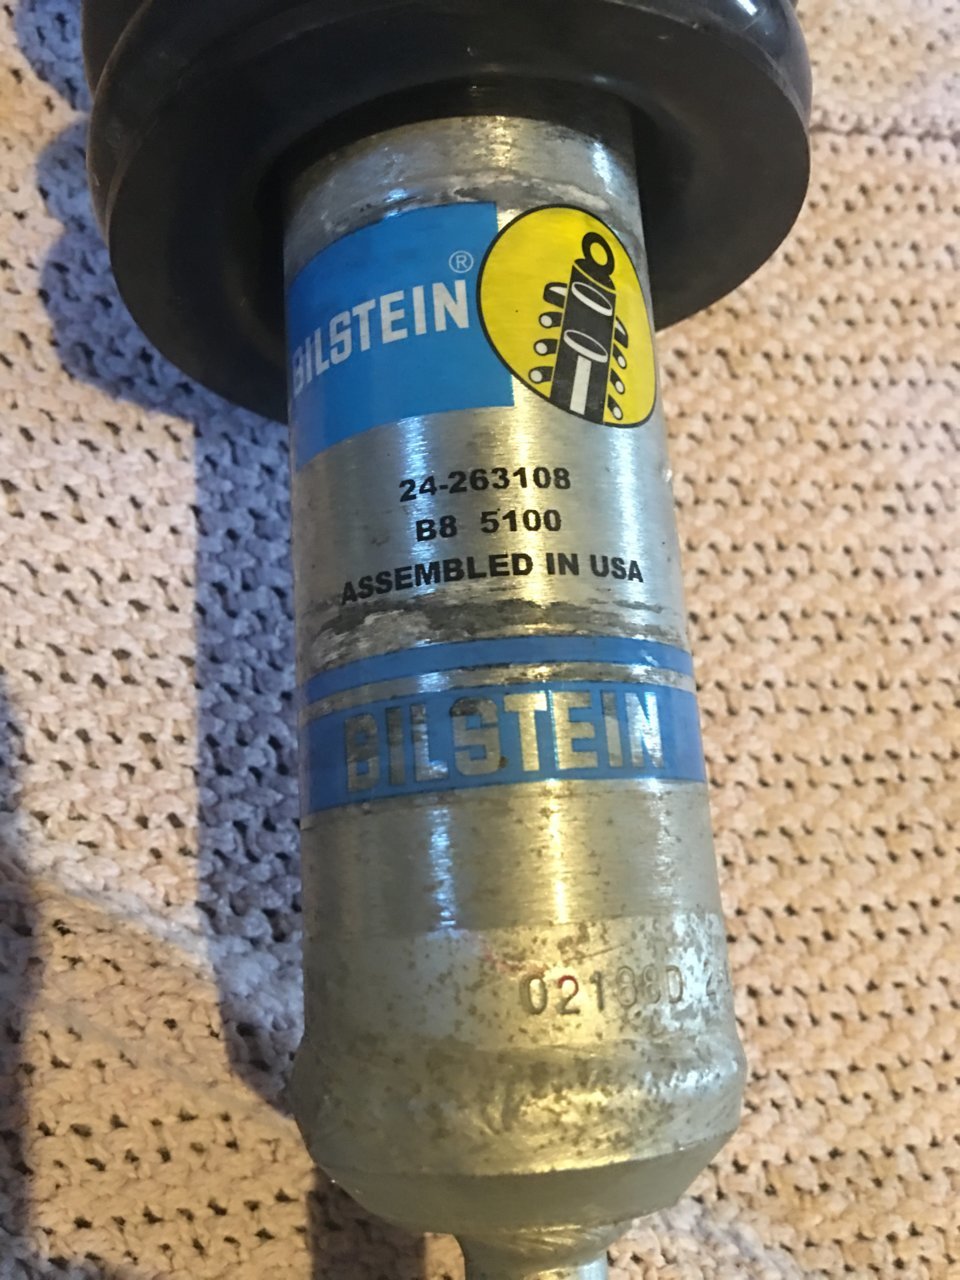 BILSTEIN®
24-263108
B8 5100
ASSEMBLED IN USA
BILSTEIN